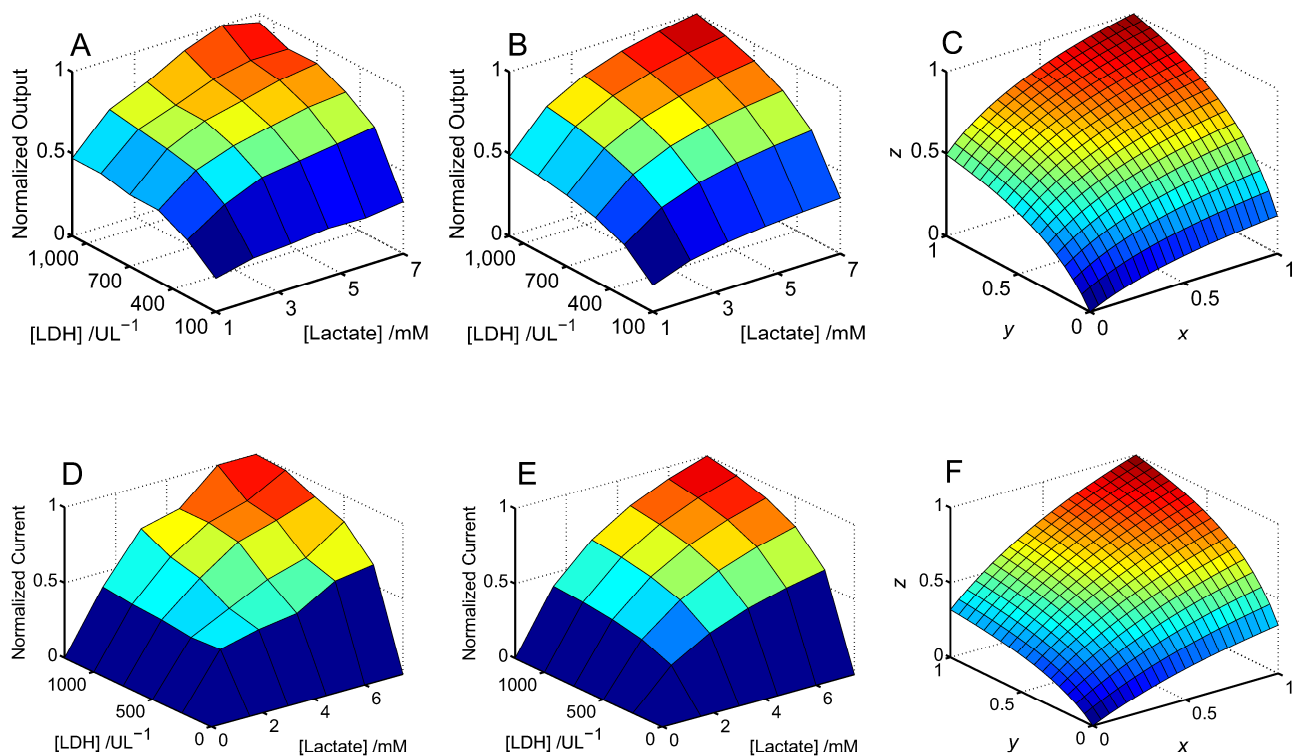 A
Normalized Output
1
0.5
0
1,000
700
400
100
[LDH] /UL⁻¹
1
3
5
7
[Lactate] /mM
B
Normalized Output
1
0.5
0
1,000
700
400
100
[LDH] /UL⁻¹
1
3
5
7
[Lactate] /mM
C
z
1
0.5
0
1
0.5
0
y
0
0.5
1
x
D
Normalized Current
1
0.5
0
1000
500
0
[LDH] /UL⁻¹
0
2
4
6
[Lactate] /mM
E
Normalized Current
1
0.5
0
1000
500
0
[LDH] /UL⁻¹
0
2
4
6
[Lactate] /mM
F
z
1
0.5
0
1
0.5
0
y
0
0.5
1
x